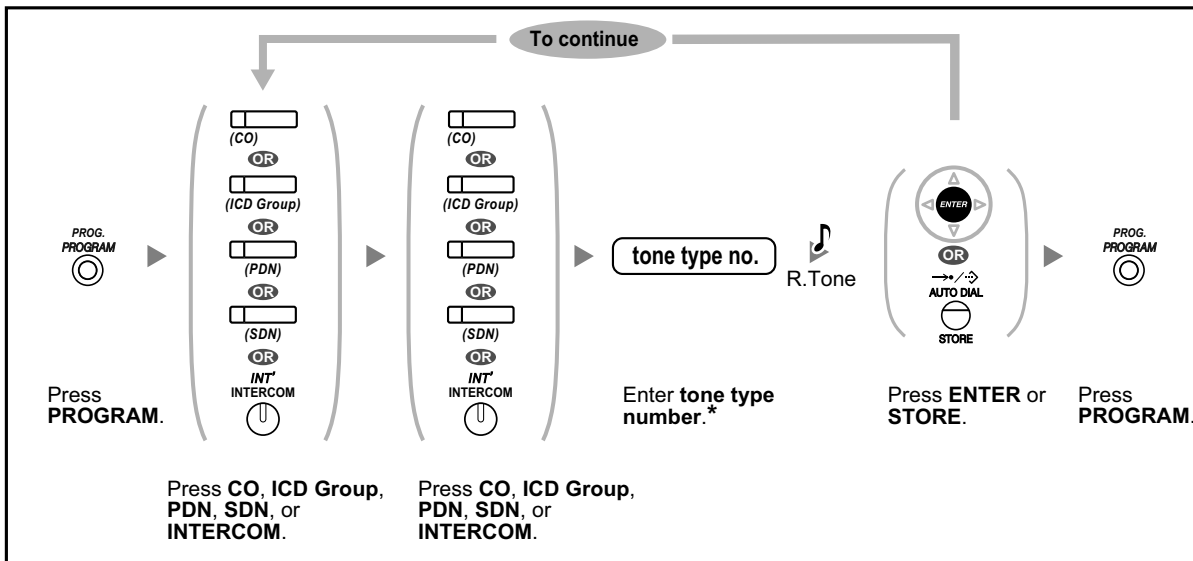 To continue
PROG.
PROGRAM
Press
PROGRAM.
(CO)
OR
(ICD Group)
OR
(PDN)
OR
(SDN)
OR
INT'
INTERCOM
Press CO, ICD Group,
PDN, SDN, or
INTERCOM.
(CO)
OR
(ICD Group)
OR
(PDN)
OR
(SDN)
OR
INT'
INTERCOM
Press CO, ICD Group,
PDN, SDN, or
INTERCOM.
tone type no.
Enter tone type
number.*
R.Tone
ENTER
OR
AUTO DIAL
STORE
Press ENTER or
STORE.
PROG.
PROGRAM
Press
PROGRAM.